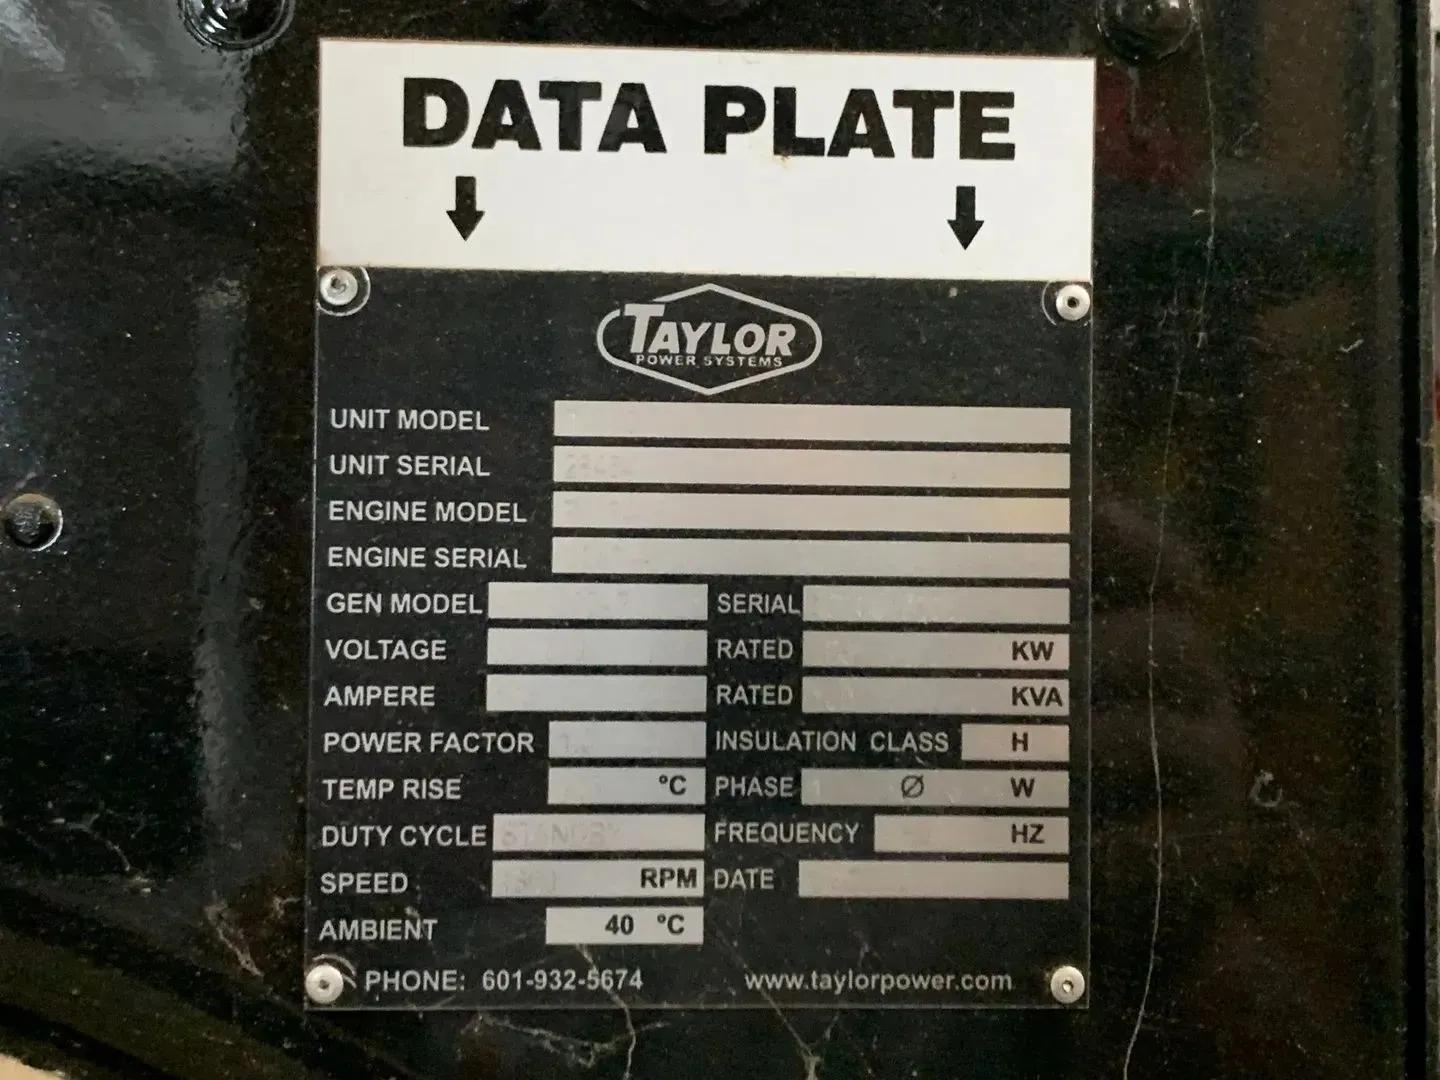 DATA PLATE
TAYLOR
POWER SYSTEMS
UNIT MODEL
UNIT SERIAL
ENGINE MODEL
ENGINE SERIAL
GEN MODEL SERIAL
VOLTAGE RATED KW
AMPERE RATED KVA
POWER FACTOR INSULATION CLASS H
TEMP RISE °C PHASE Ø W
DUTY CYCLE STANDBY FREQUENCY HZ
SPEED RPM DATE
AMBIENT 40 °C
PHONE: 601-932-5674 www.taylorpower.com